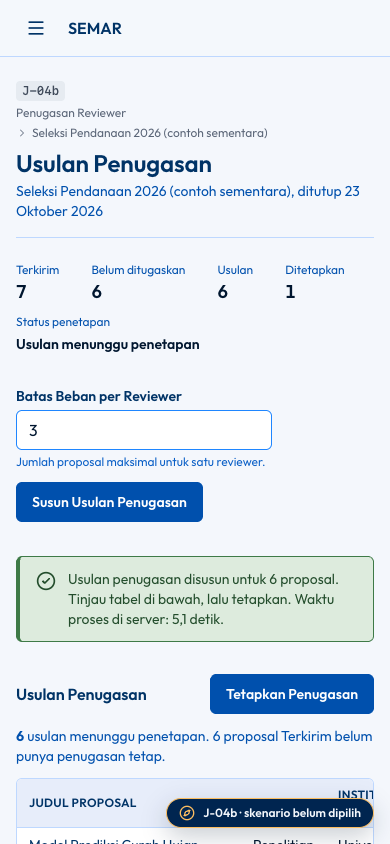 SEMAR
J-04b
Penugasan Reviewer
Seleksi Pendanaan 2026 (contoh sementara)
Usulan Penugasan
Seleksi Pendanaan 2026 (contoh sementara), ditutup 23
Oktober 2026
Terkirim Belum ditugaskan Usulan Ditetapkan
7 6 6 1
Status penetapan
Usulan menunggu penetapan
Batas Beban per Reviewer
3
Jumlah proposal maksimal untuk satu reviewer.
Susun Usulan Penugasan
Usulan penugasan disusun untuk 6 proposal.
Tinjau tabel di bawah, lalu tetapkan. Waktu
proses di server: 5,1 detik.
Usulan Penugasan
Tetapkan Penugasan
6 usulan menunggu penetapan. 6 proposal Terkirim belum
punya penugasan tetap.
JUDUL PROPOSAL
J-04b · skenario belum dipilih